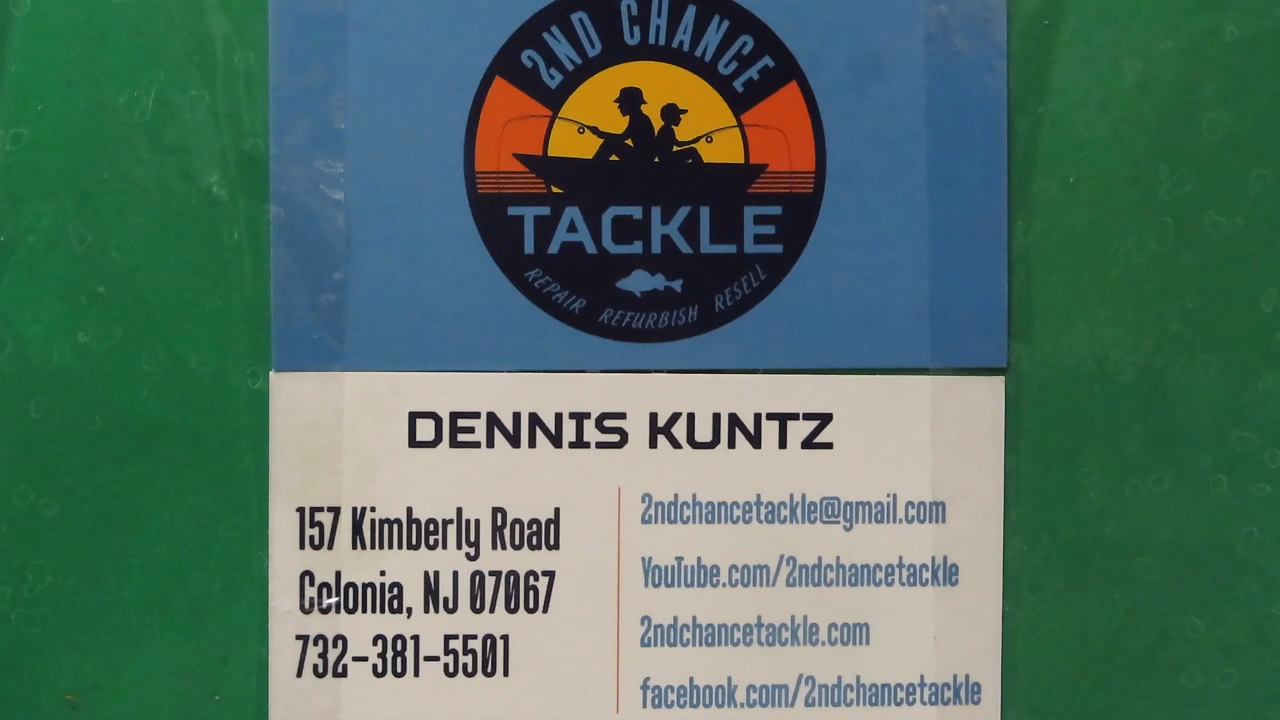 2ND CHANCE
TACKLE
REPAIR REFURBISH RESELL
DENNIS KUNTZ
157 Kimberly Road
Colonia, NJ 07067
732-381-5501
2ndchancetackle@gmail.com
YouTube.com/2ndchancetackle
2ndchancetackle.com
facebook.com/2ndchancetackle